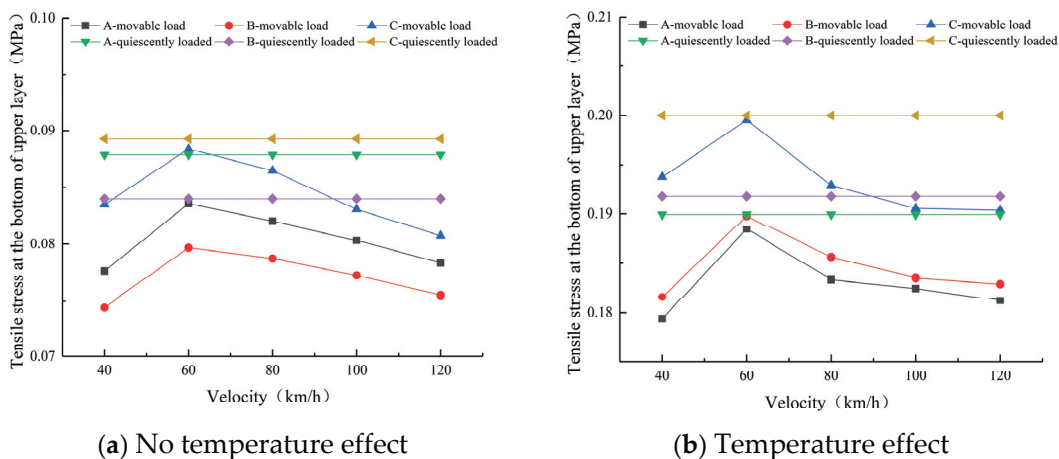 0.10
A-movable load B-movable load C-movable load
A-quiescently loaded B-quiescently loaded C-quiescently loaded
0.09
0.08
0.07
Tensile stress at the bottom of upper layer（MPa）
40 60 80 100 120
Velocity（km/h）
(a) No temperature effect
0.21
A-movable load B-movable load C-movable load
A-quiescently loaded B-quiescently loaded C-quiescently loaded
0.20
0.19
0.18
Tensile stress at the bottom of upper layer（MPa）
40 60 80 100 120
Velocity（km/h）
(b) Temperature effect